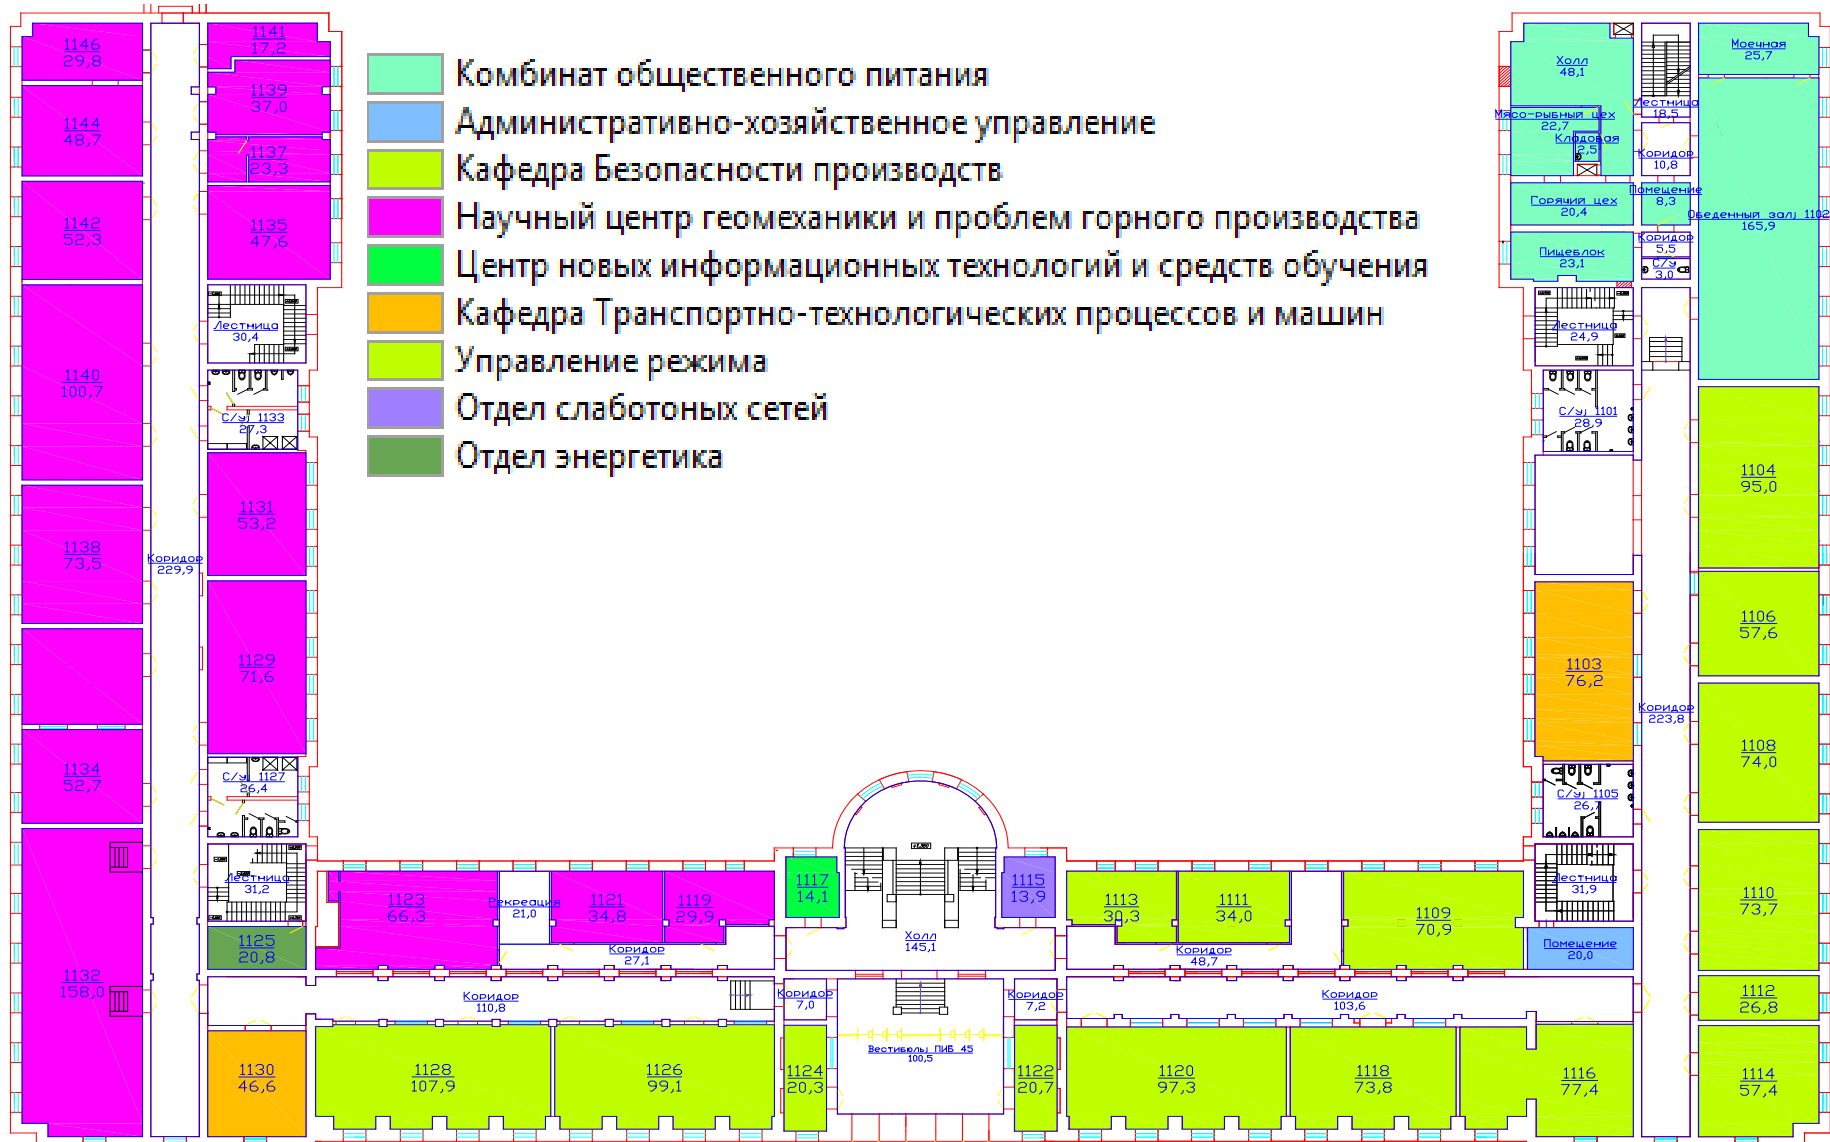 Комбинат общественного питания
Административно-хозяйственное управление
Кафедра Безопасности производств
Научный центр геомеханики и проблем горного производства
Центр новых информационных технологий и средств обучения
Кафедра Транспортно-технологических процессов и машин
Управление режима
Отдел слаботоных сетей
Отдел энергетика
1146
29,8
1144
48,7
1142
52,3
1140
100,7
1138
73,5
1134
52,7
1132
158,0
Коридор
229,9
1141
17,2
1139
37,0
1137
23,3
1135
47,6
Лестница
30,4
С/у; 1133
27,3
1131
53,2
1129
71,6
С/у; 1127
26,4
Лестница
31,2
1125
20,8
1130
46,6
1123
66,3
Рекреация
21,0
1121
34,8
1119
29,9
Коридор
27,1
Коридор
110,8
1128
107,9
1126
99,1
1117
14,1
Холл
145,1
1115
13,9
Коридор
7,0
Коридор
7,2
1124
20,3
Вестибюль; ПИБ 45
100,5
1122
20,7
1113
30,3
1111
34,0
1109
70,9
Коридор
48,7
Коридор
103,6
1120
97,3
1118
73,8
1116
77,4
Холл
48,1
Мясо-рыбный цех
22,7
Кладовая
2,5
Горячий цех
20,4
Пищеблок
23,1
Лестница
18,5
Коридор
10,8
Помещение
8,3
Коридор
5,5
С/у
3,0
Моечная
25,7
Обеденный зал; 1102
165,9
Лестница
24,9
С/у; 1101
28,9
1103
76,2
С/у; 1105
26,7
Лестница
31,9
Помещение
20,0
Коридор
223,8
1104
95,0
1106
57,6
1108
74,0
1110
73,7
1112
26,8
1114
57,4